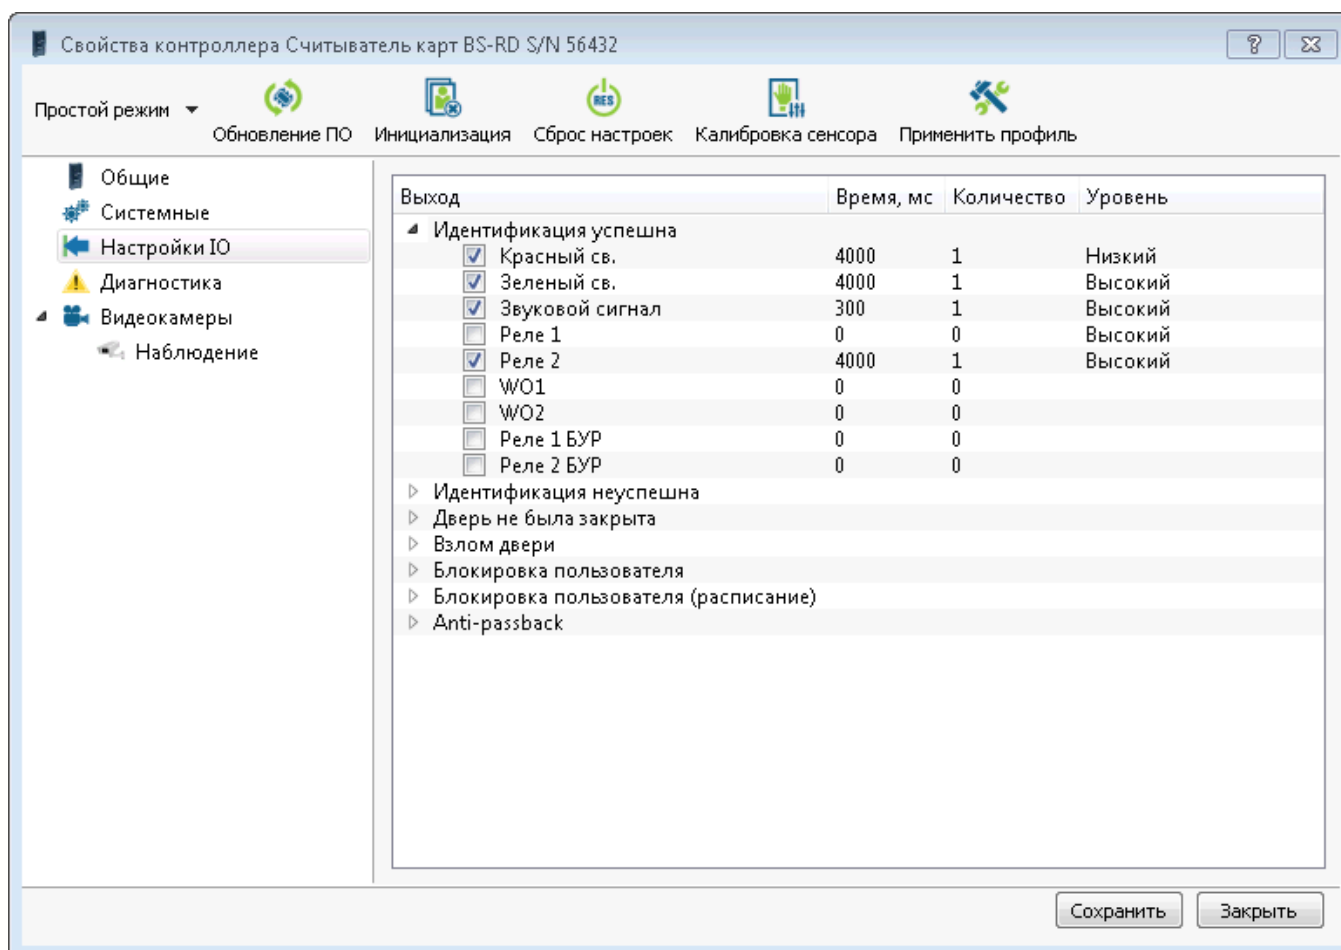 Свойства контроллера Считыватель карт BS-RD S/N 56432
Простой режим
Обновление ПО Инициализация Сброс настроек Калибровка сенсора Применить профиль
RES
Общие
Системные
Настройки IO
Диагностика
Видеокамеры
Наблюдение
Выход Время, мс Количество Уровень
Идентификация успешна
Красный св. 4000 1 Низкий
Зеленый св. 4000 1 Высокий
Звуковой сигнал 300 1 Высокий
Реле 1 0 0 Высокий
Реле 2 4000 1 Высокий
WO1 0 0
WO2 0 0
Реле 1 БУР 0 0
Реле 2 БУР 0 0
Идентификация неуспешна
Дверь не была закрыта
Взлом двери
Блокировка пользователя
Блокировка пользователя (расписание)
Anti-passback
Сохранить Закрыть